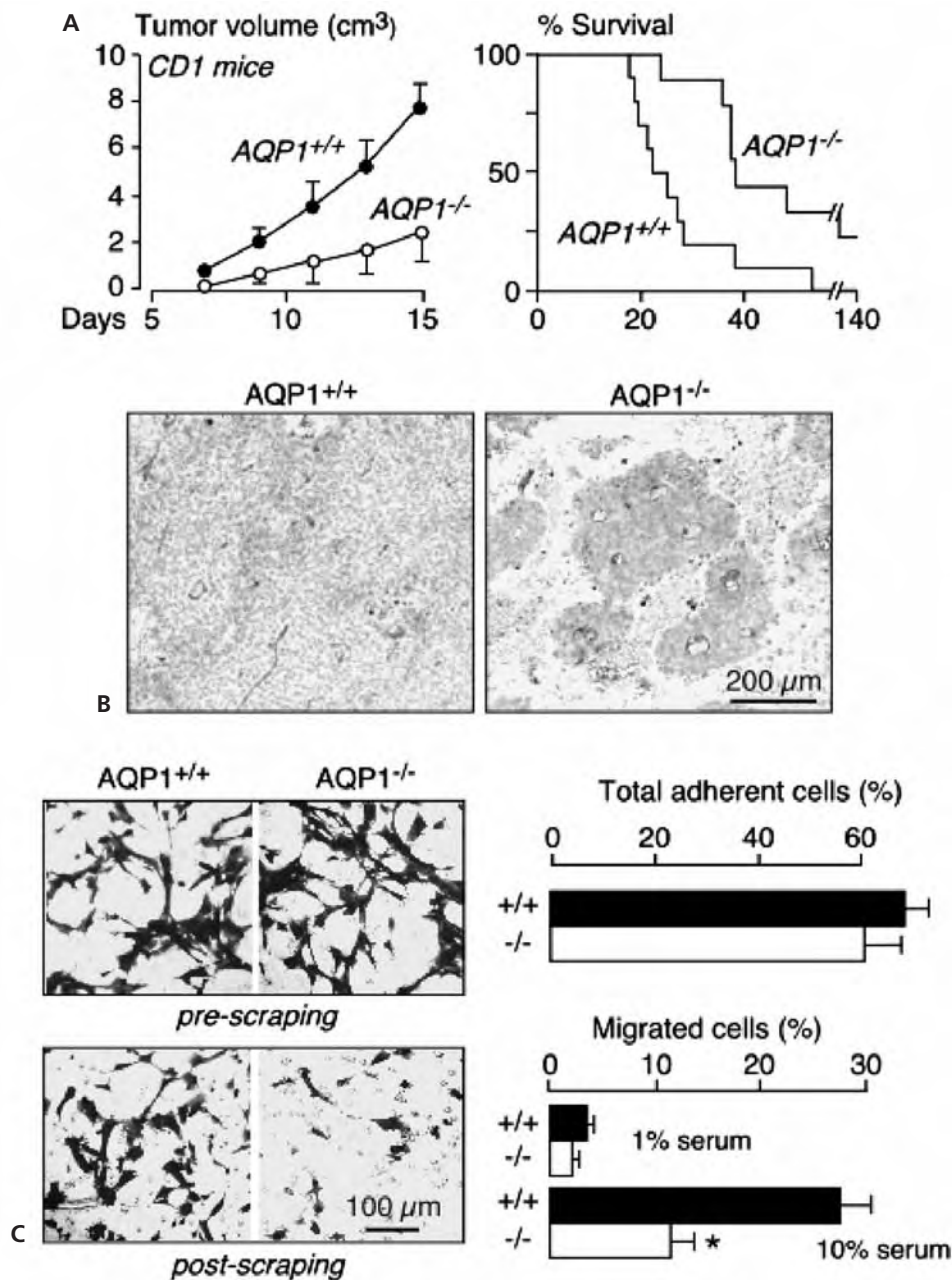 A
Tumor volume (cm³)
10
8
6
4
2
0
CD1 mice
AQP1+/+
AQP1-/-
Days 5 10 15
% Survival
100
50
0
AQP1-/-
AQP1+/+
0 20 40 140
AQP1+/+ AQP1-/-
B
200 μm
AQP1+/+ AQP1-/-
pre-scraping
100 μm
C
post-scraping
Total adherent cells (%)
0 20 40 60
+/+
-/-
Migrated cells (%)
0 10 20 30
+/+
-/-
1% serum
+/+
-/-
*
10% serum